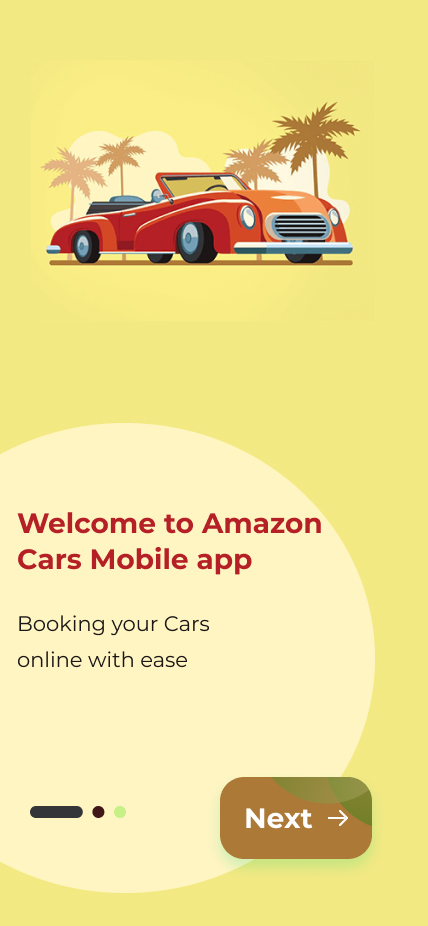 Welcome to Amazon
Cars Mobile app
Booking your Cars
online with ease
Next